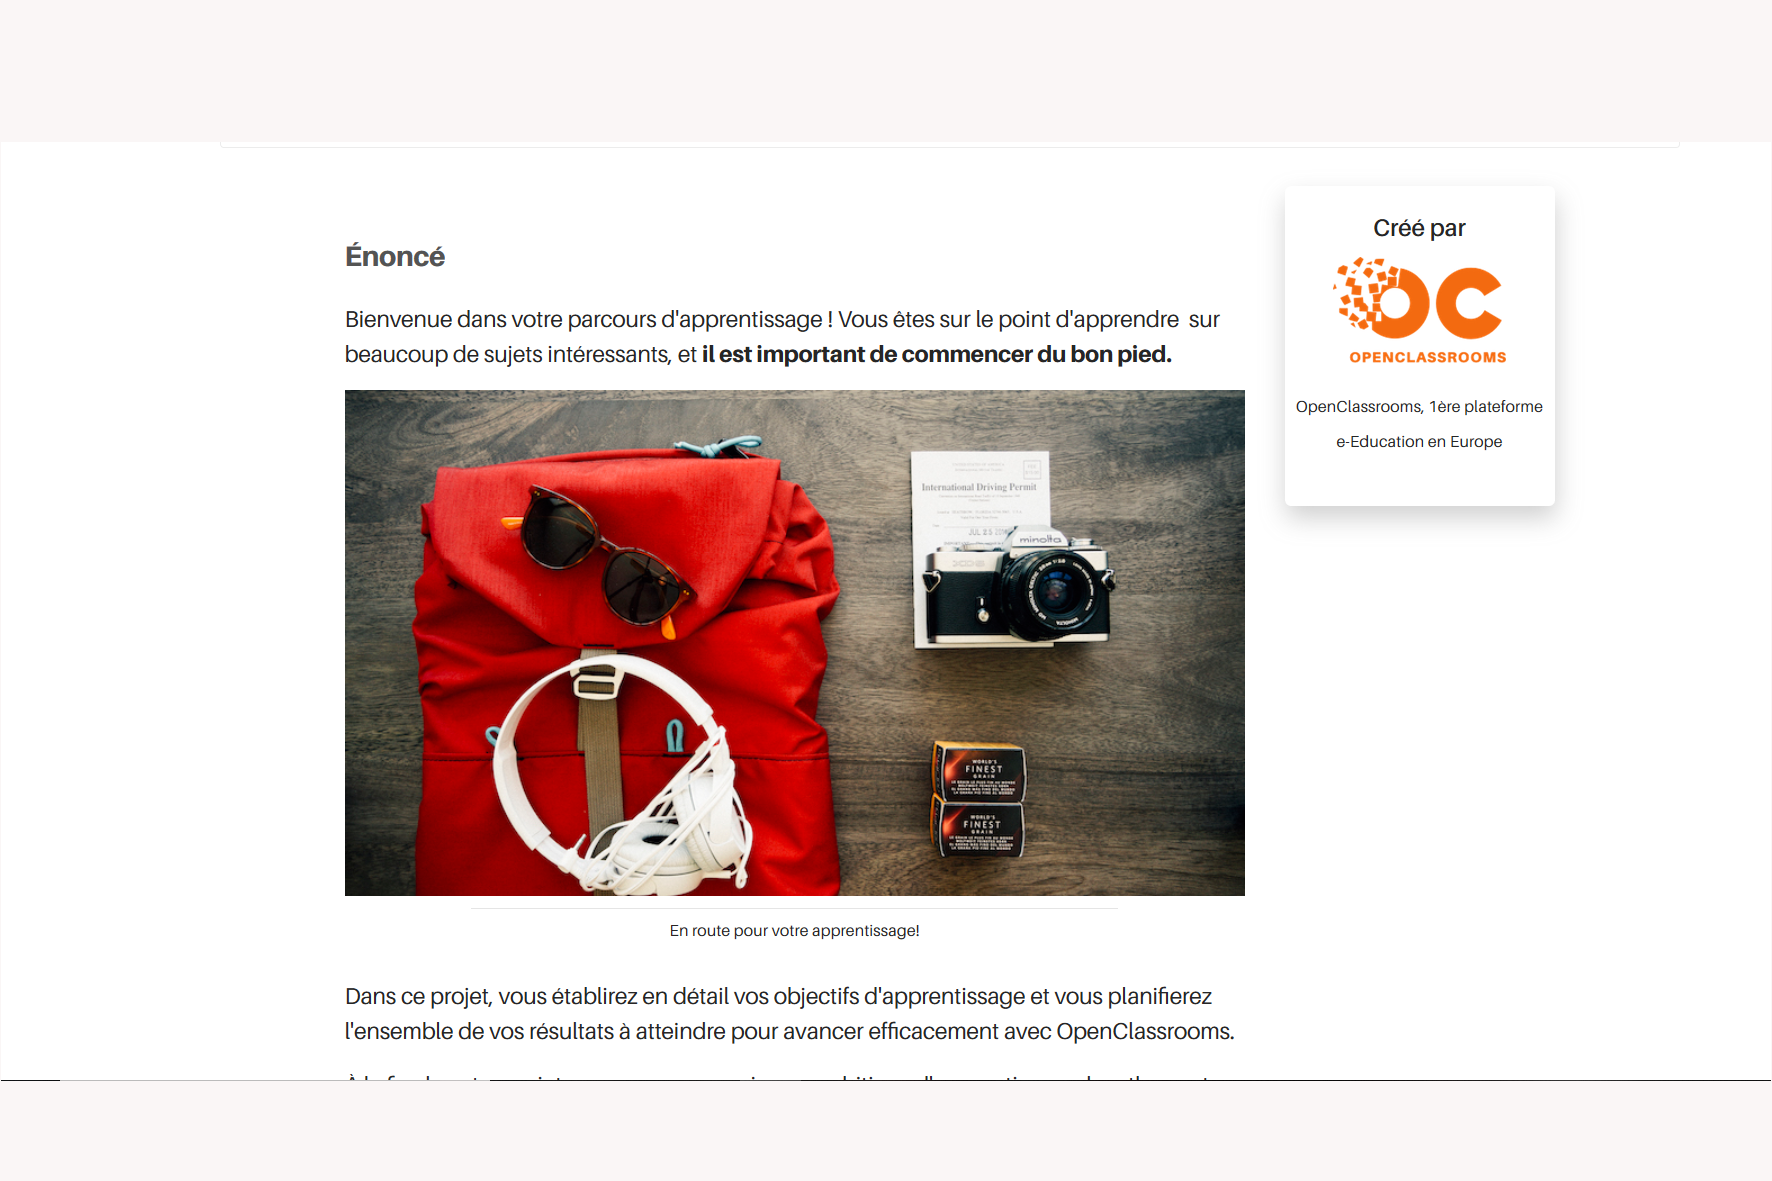 Énoncé
Bienvenue dans votre parcours d'apprentissage ! Vous êtes sur le point d'apprendre sur
beaucoup de sujets intéressants, et il est important de commencer du bon pied.
International Driving Permit
JUL 25
minolta
XD5
WORLD'S
FINEST
GRAIN
WORLD'S
FINEST
GRAIN
En route pour votre apprentissage!
Dans ce projet, vous établirez en détail vos objectifs d'apprentissage et vous planifierez
l'ensemble de vos résultats à atteindre pour avancer efficacement avec OpenClassrooms.
Créé par
OC
OPENCLASSROOMS
OpenClassrooms, 1ère plateforme
e-Education en Europe